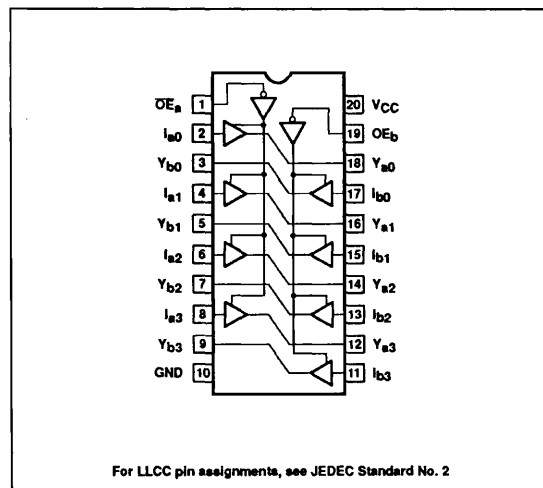 OEa 1 20 VCC
Ia0 2 19 OEb
Yb0 3 18 Ya0
Ia1 4 17 Ib0
Yb1 5 16 Ya1
Ia2 6 15 Ib1
Yb2 7 14 Ya2
Ia3 8 13 Ib2
Yb3 9 12 Ya3
GND 10 11 Ib3
For LLCC pin assignments, see JEDEC Standard No. 2